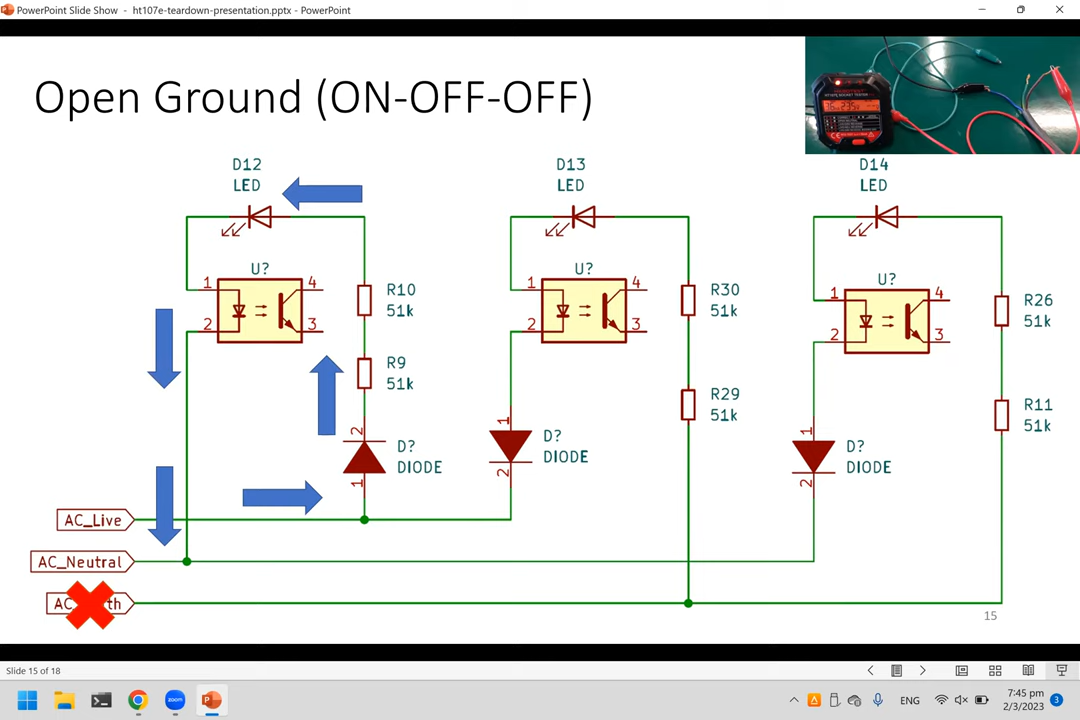 PowerPoint Slide Show - ht107e-teardown-presentation.pptx - PowerPoint
Open Ground (ON-OFF-OFF)
D12
LED
D13
LED
D14
LED
U?
1
4
2
3
R10
51k
R9
51k
2
D?
DIODE
1
U?
1
4
2
3
R30
51k
R29
51k
1
D?
DIODE
2
U?
1
4
2
3
R26
51k
R11
51k
1
D?
DIODE
2
AC_Live
AC_Neutral
15
Slide 15 of 18
zoom
ENG
7:45 pm
2/3/2023
3